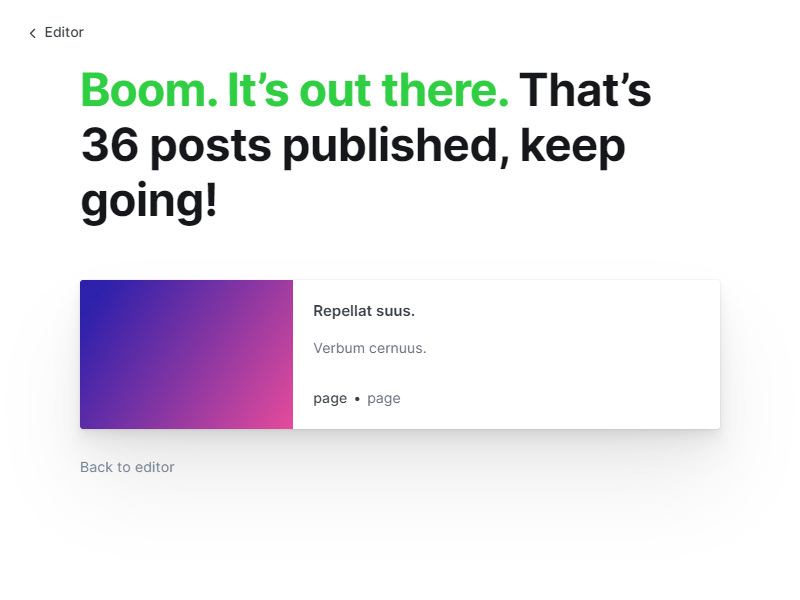 Editor
Boom. It’s out there. That’s
36 posts published, keep
going!
Repellat suus.
Verbum cernuus.
page • page
Back to editor